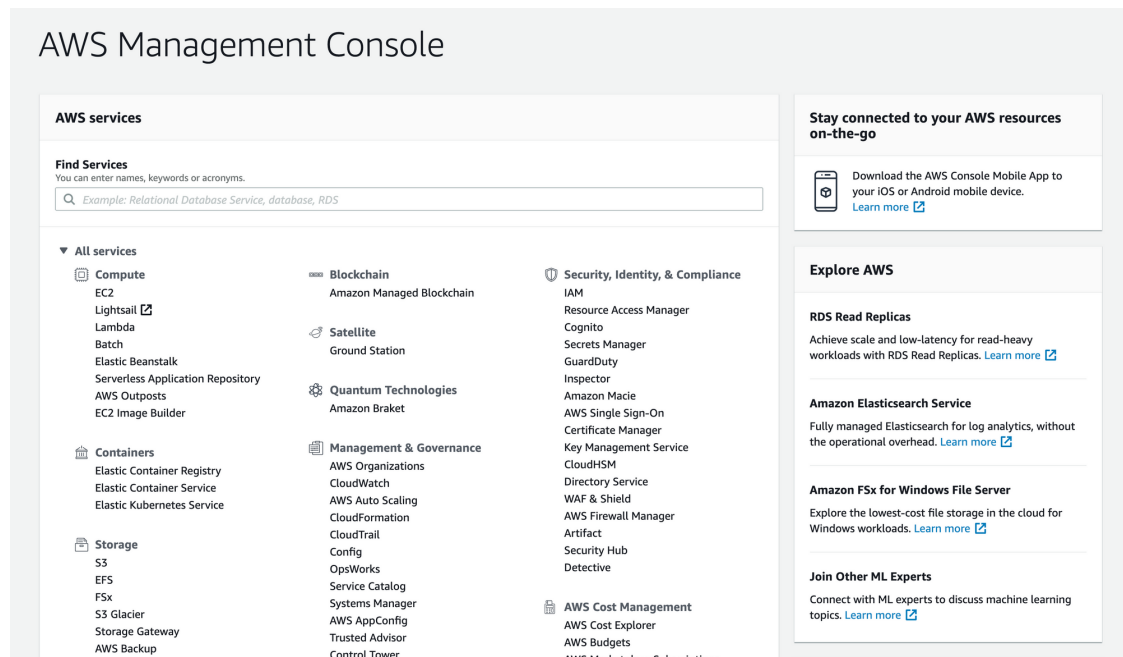 AWS Management Console
AWS services
Find Services
You can enter names, keywords or acronyms.
Example: Relational Database Service, database, RDS
All services
Compute
EC2
Lightsail
Lambda
Batch
Elastic Beanstalk
Serverless Application Repository
AWS Outposts
EC2 Image Builder
Containers
Elastic Container Registry
Elastic Container Service
Elastic Kubernetes Service
Storage
S3
EFS
FSx
S3 Glacier
Storage Gateway
AWS Backup
Blockchain
Amazon Managed Blockchain
Satellite
Ground Station
Quantum Technologies
Amazon Braket
Management & Governance
AWS Organizations
CloudWatch
AWS Auto Scaling
CloudFormation
CloudTrail
Config
OpsWorks
Service Catalog
Systems Manager
AWS AppConfig
Trusted Advisor
Control Tower
Security, Identity, & Compliance
IAM
Resource Access Manager
Cognito
Secrets Manager
GuardDuty
Inspector
Amazon Macie
AWS Single Sign-On
Certificate Manager
Key Management Service
CloudHSM
Directory Service
WAF & Shield
AWS Firewall Manager
Artifact
Security Hub
Detective
AWS Cost Management
AWS Cost Explorer
AWS Budgets
Stay connected to your AWS resources
on-the-go
Download the AWS Console Mobile App to
your iOS or Android mobile device.
Learn more
Explore AWS
RDS Read Replicas
Achieve scale and low-latency for read-heavy
workloads with RDS Read Replicas. Learn more
Amazon Elasticsearch Service
Fully managed Elasticsearch for log analytics, without
the operational overhead. Learn more
Amazon FSx for Windows File Server
Explore the lowest-cost file storage in the cloud for
Windows workloads. Learn more
Join Other ML Experts
Connect with ML experts to discuss machine learning
topics. Learn more